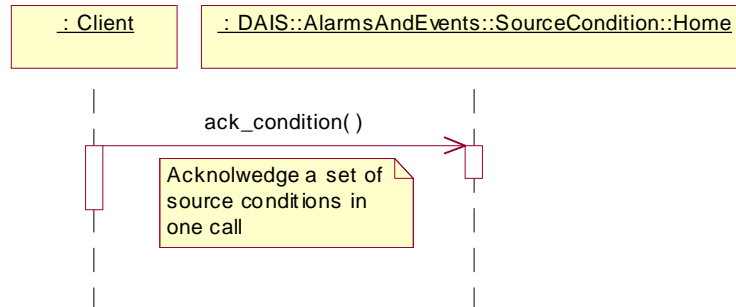 : Client
: DAIS::AlarmsAndEvents::SourceCondition::Home
ack_condition( )
Acknolwedge a set of
source conditions in
one call